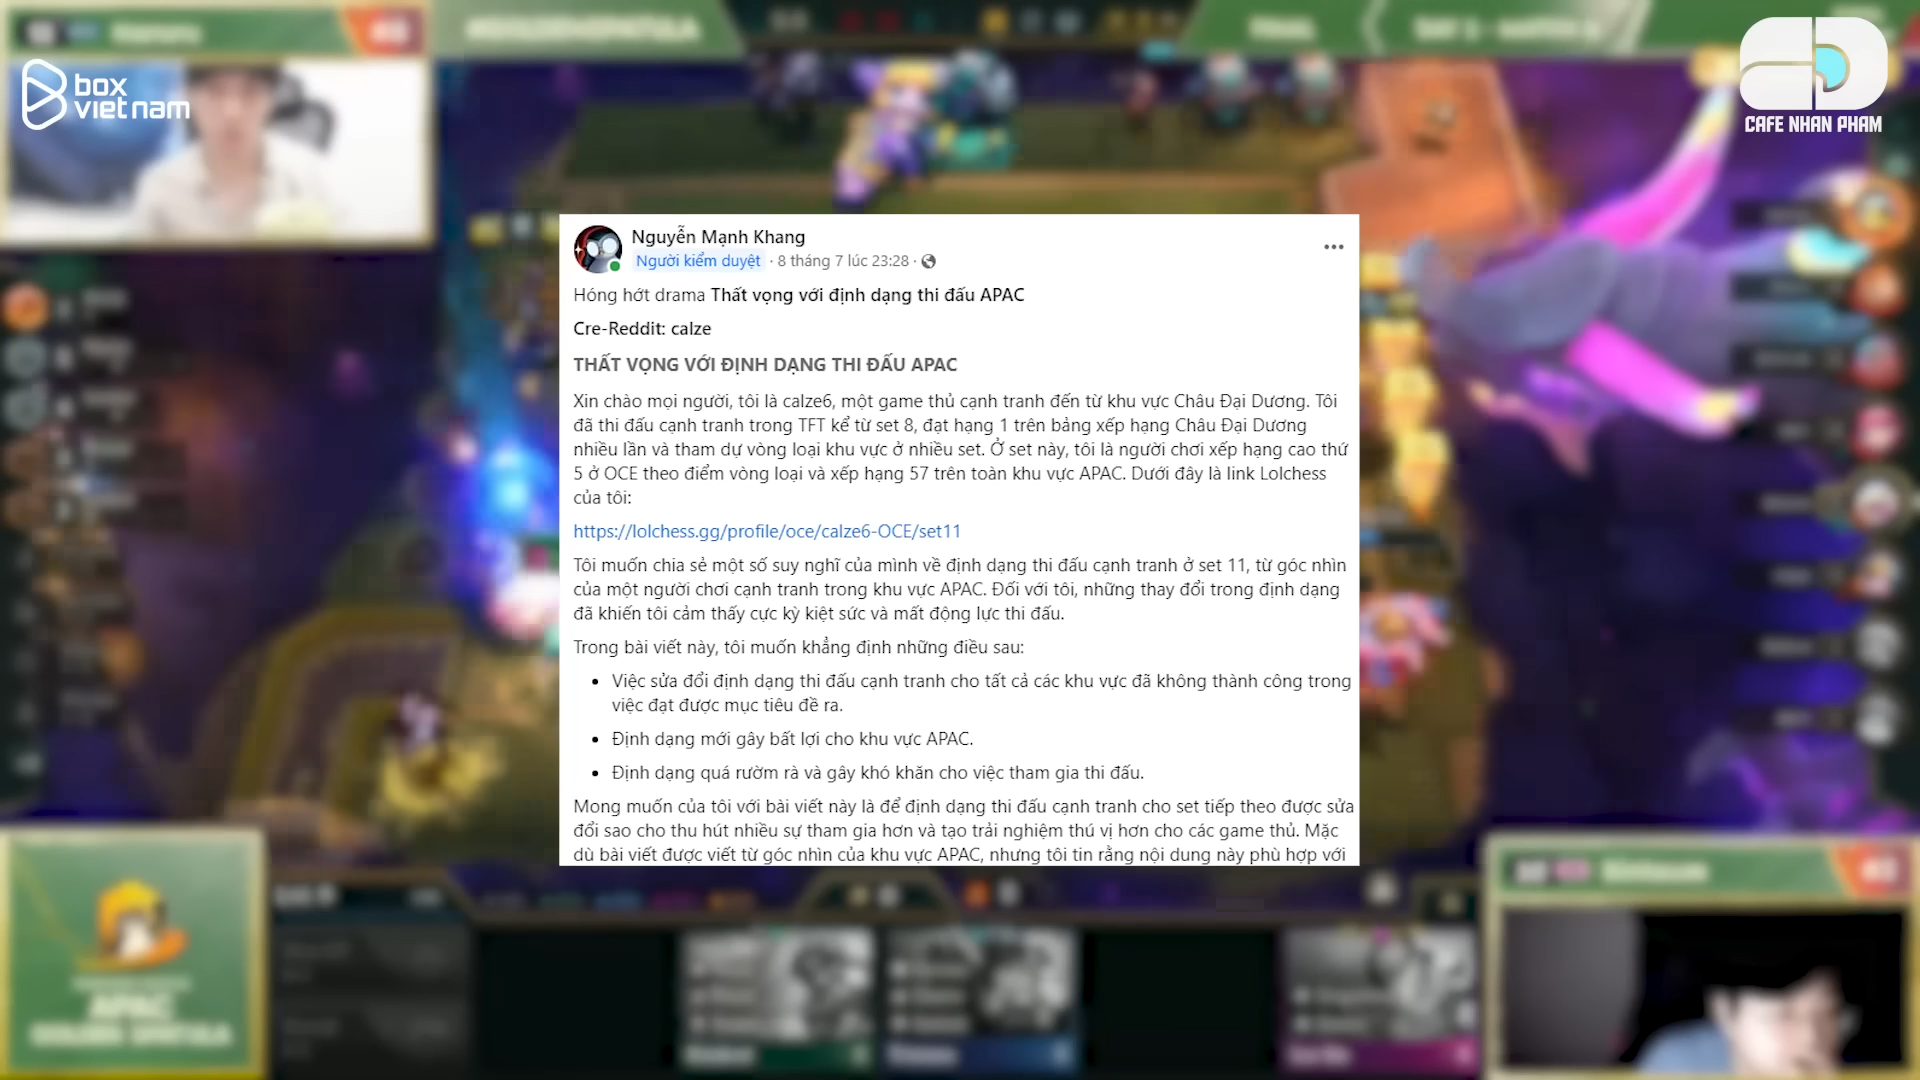 box
việt nam
CAFE NHAN PHAM
Nguyễn Mạnh Khang
Người kiểm duyệt · 8 tháng 7 lúc 23:28 ·
Hóng hớt drama Thất vọng với định dạng thi đấu APAC
Cre-Reddit: calze
THẤT VỌNG VỚI ĐỊNH DẠNG THI ĐẤU APAC
Xin chào mọi người, tôi là calze6, một game thủ cạnh tranh đến từ khu vực Châu Đại Dương. Tôi
đã thi đấu cạnh tranh trong TFT kể từ set 8, đạt hạng 1 trên bảng xếp hạng Châu Đại Dương
nhiều lần và tham dự vòng loại khu vực ở nhiều set. Ở set này, tôi là người chơi xếp hạng cao thứ
5 ở OCE theo điểm vòng loại và xếp hạng 57 trên toàn khu vực APAC. Dưới đây là link Lolchess
của tôi:
https://lolchess.gg/profile/oce/calze6-OCE/set11
Tôi muốn chia sẻ một số suy nghĩ của mình về định dạng thi đấu cạnh tranh ở set 11, từ góc nhìn
của một người chơi cạnh tranh trong khu vực APAC. Đối với tôi, những thay đổi trong định dạng
đã khiến tôi cảm thấy cực kỳ kiệt sức và mất động lực thi đấu.
Trong bài viết này, tôi muốn khẳng định những điều sau:
• Việc sửa đổi định dạng thi đấu cạnh tranh cho tất cả các khu vực đã không thành công trong
việc đạt được mục tiêu đề ra.
• Định dạng mới gây bất lợi cho khu vực APAC.
• Định dạng quá rườm rà và gây khó khăn cho việc tham gia thi đấu.
Mong muốn của tôi với bài viết này là để định dạng thi đấu cạnh tranh cho set tiếp theo được sửa
đổi sao cho thu hút nhiều sự tham gia hơn và tạo trải nghiệm thú vị hơn cho các game thủ. Mặc
dù bài viết được viết từ góc nhìn của khu vực APAC, nhưng tôi tin rằng nội dung này phù hợp với
APAC
GOLDEN SPATULA